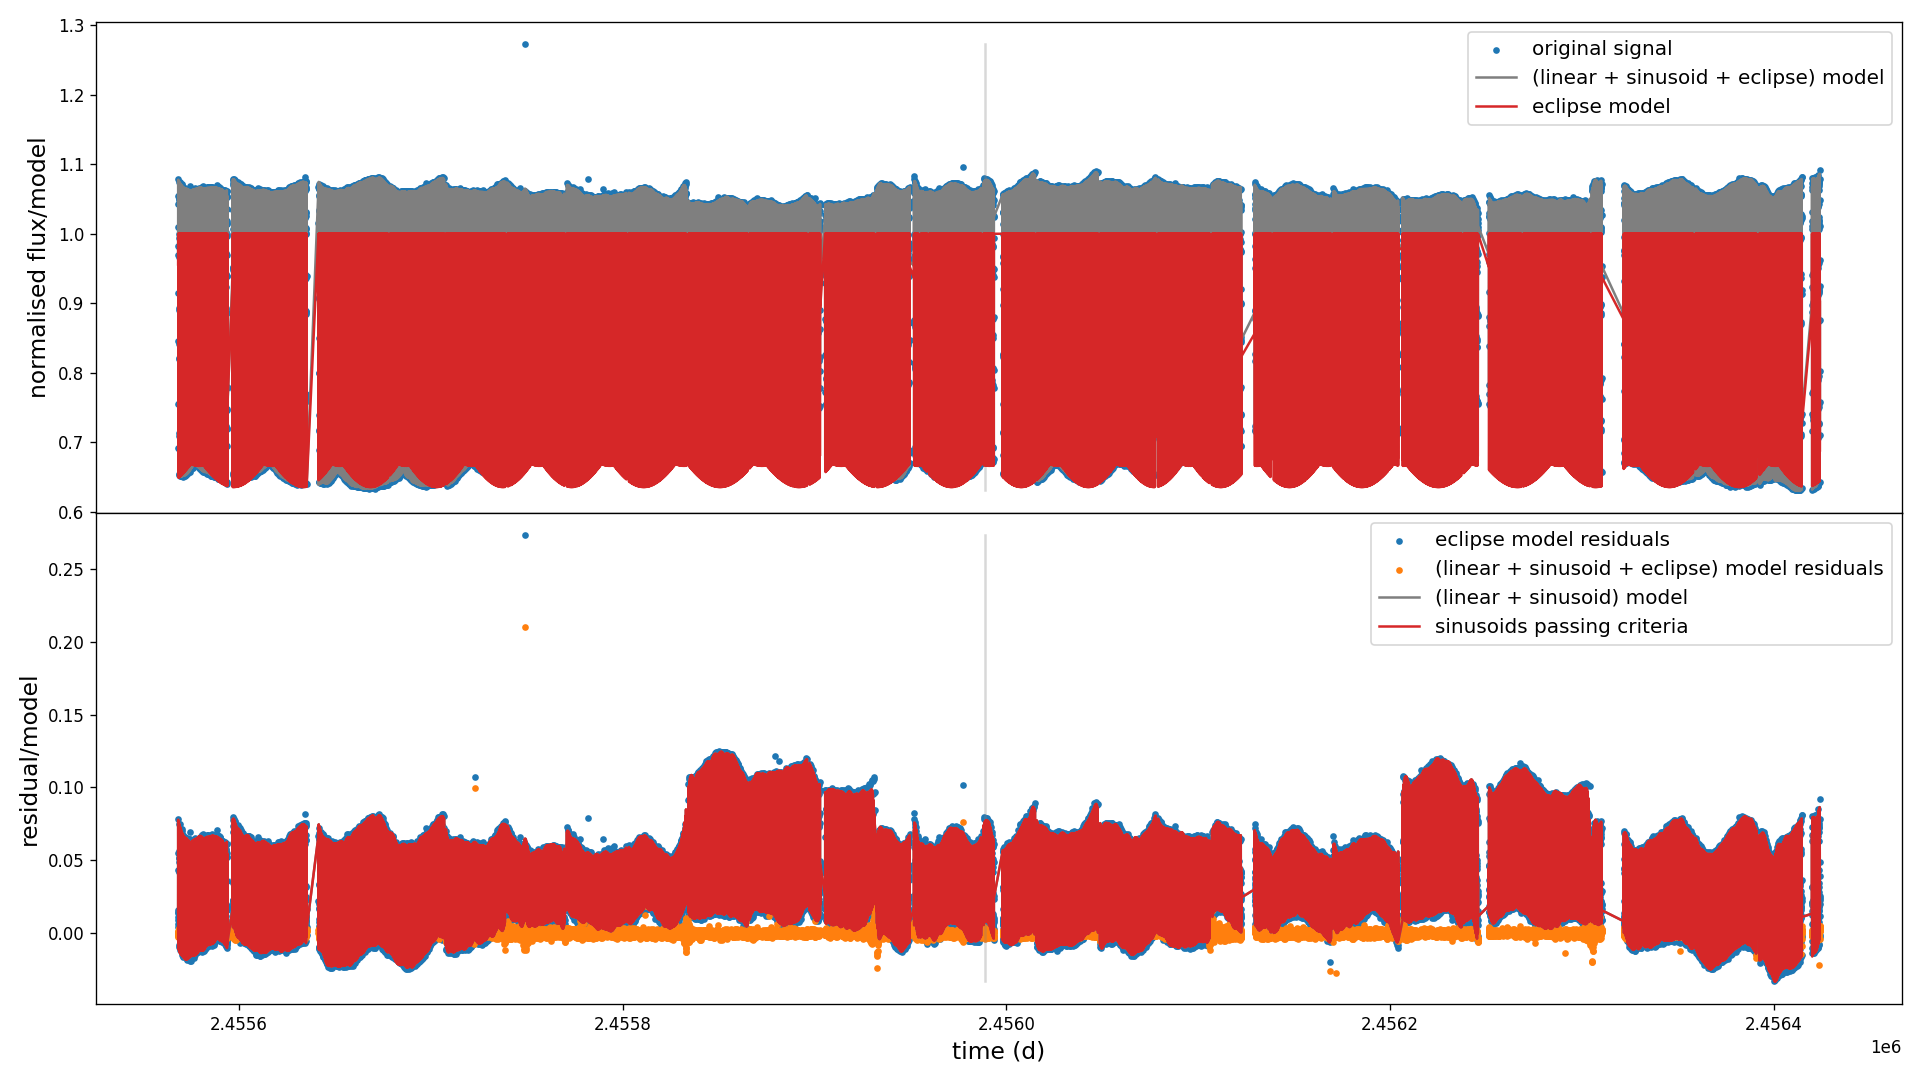 1.3
1.2
1.1
1.0
0.9
0.8
0.7
0.6
normalised flux/model
original signal
(linear + sinusoid + eclipse) model
eclipse model
0.25
0.20
0.15
0.10
0.05
0.00
residual/model
eclipse model residuals
(linear + sinusoid + eclipse) model residuals
(linear + sinusoid) model
sinusoids passing criteria
2.4556 2.4558 2.4560 2.4562 2.4564
1e6
time (d)